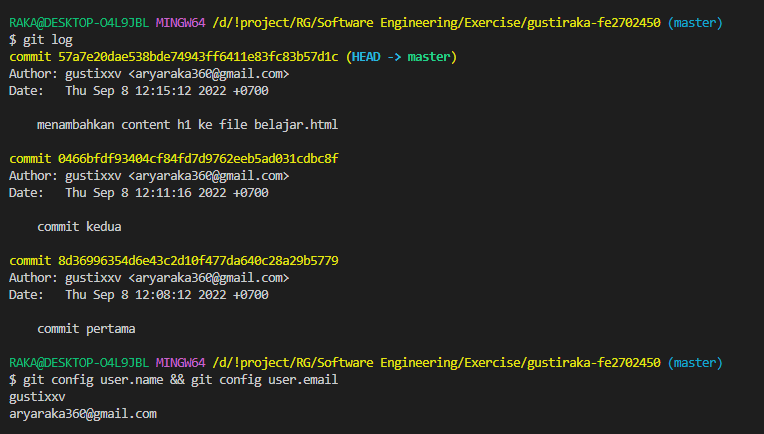 RAKA@DESKTOP-O4L9JBL MINGW64 /d/!project/RG/Software Engineering/Exercise/gustiraka-fe2702450 (master)
$ git log
commit 57a7e20dae538bde74943ff6411e83fc83b57d1c (HEAD -> master)
Author: gustixxv <aryaraka360@gmail.com>
Date:   Thu Sep 8 12:15:12 2022 +0700
    menambahkan content h1 ke file belajar.html
commit 0466bfdf93404cf84fd7d9762eeb5ad031cdbc8f
Author: gustixxv <aryaraka360@gmail.com>
Date:   Thu Sep 8 12:11:16 2022 +0700
    commit kedua
commit 8d36996354d6e43c2d10f477da640c28a29b5779
Author: gustixxv <aryaraka360@gmail.com>
Date:   Thu Sep 8 12:08:12 2022 +0700
    commit pertama
RAKA@DESKTOP-O4L9JBL MINGW64 /d/!project/RG/Software Engineering/Exercise/gustiraka-fe2702450 (master)
$ git config user.name && git config user.email
gustixxv
aryaraka360@gmail.com